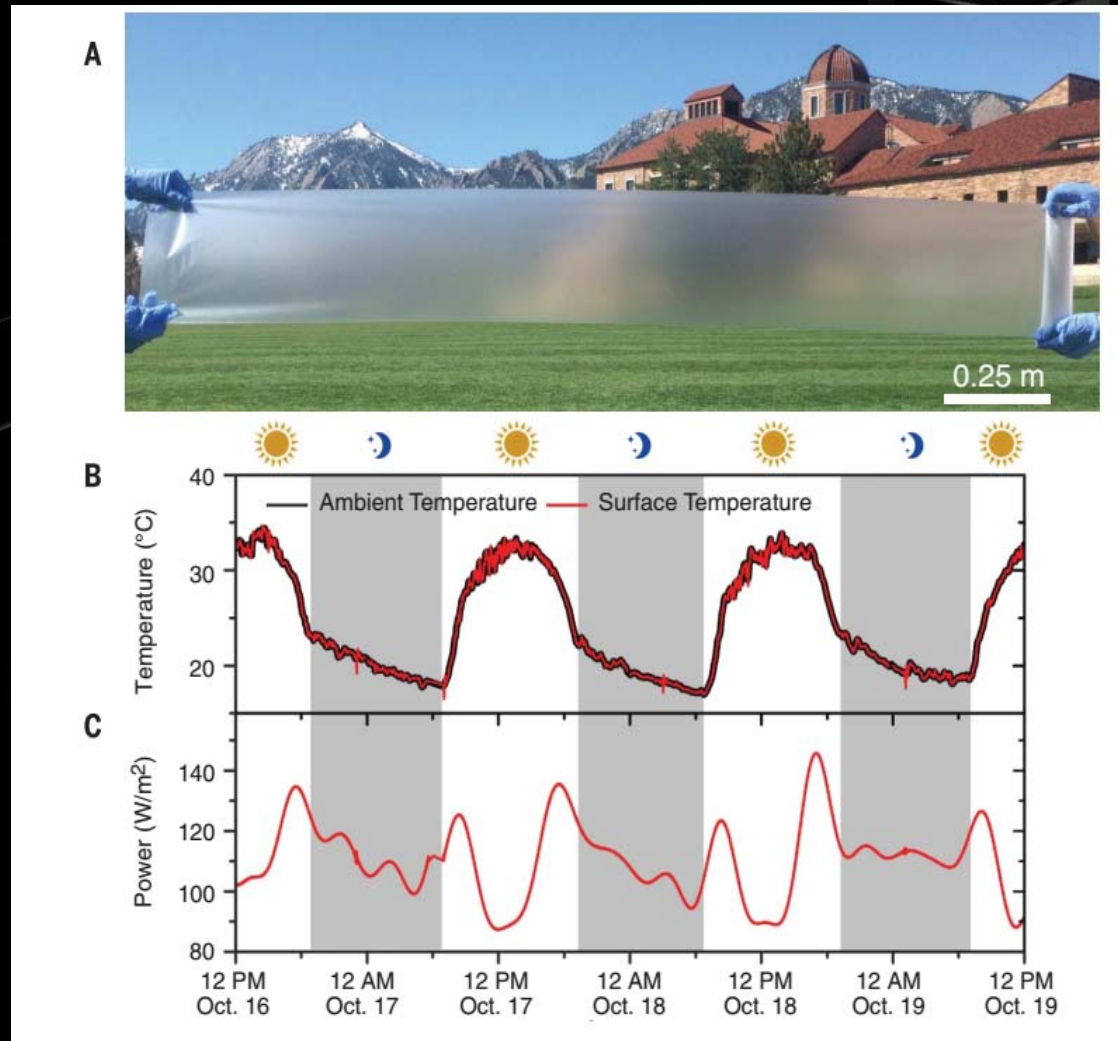 A
0.25 m
B
40
30
20
Temperature (°C)
Ambient Temperature
Surface Temperature
C
140
120
100
80
Power (W/m²)
12 PM 12 AM 12 PM 12 AM 12 PM 12 AM 12 PM
Oct. 16 Oct. 17 Oct. 17 Oct. 18 Oct. 18 Oct. 19 Oct. 19